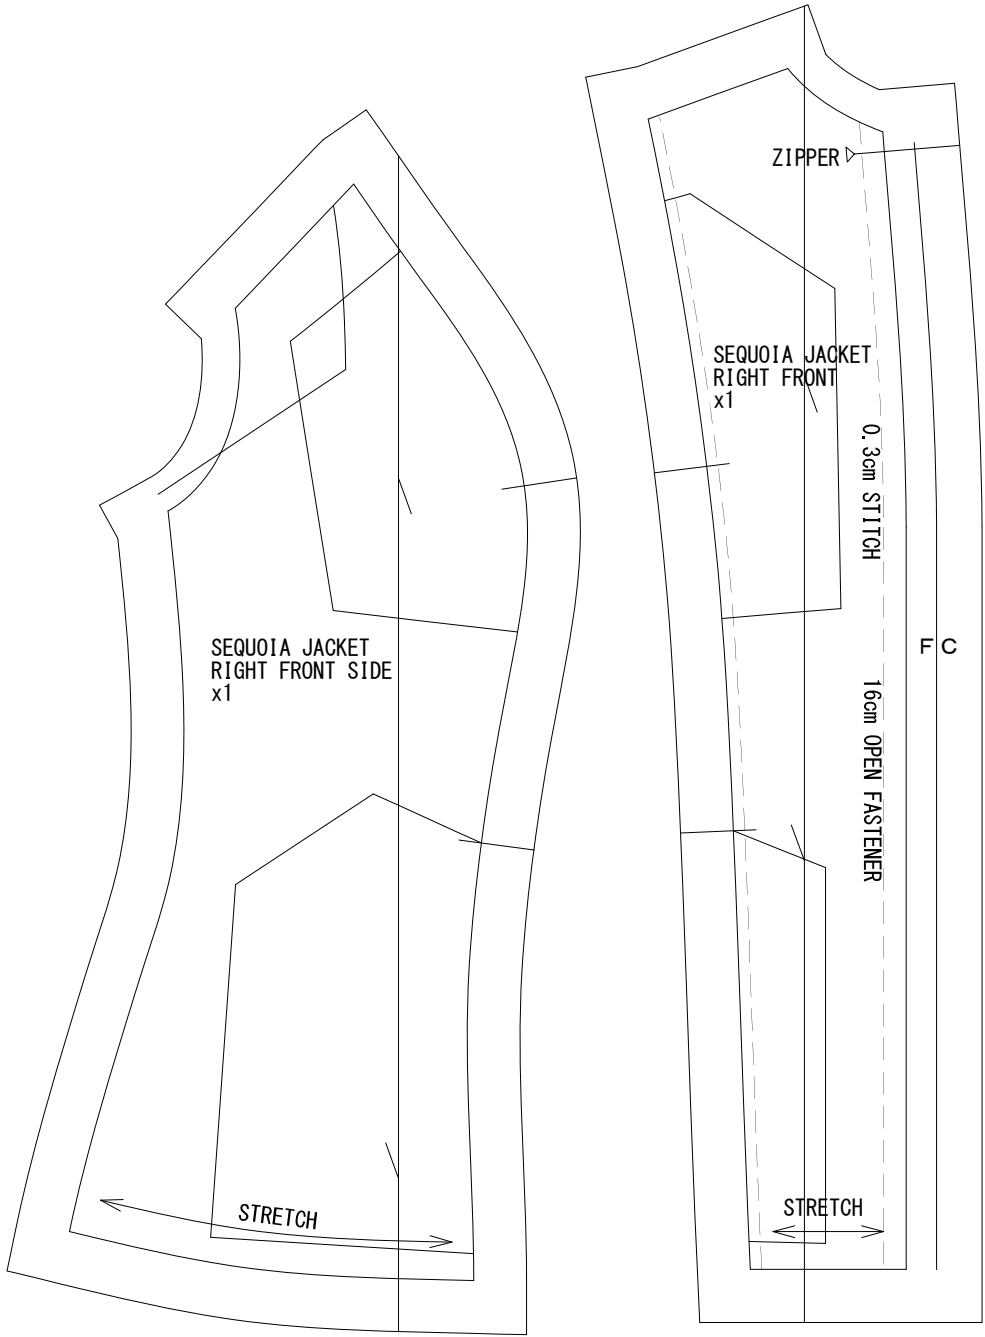 SEQUOIA JACKET
RIGHT FRONT SIDE
x1
STRETCH
ZIPPER
SEQUOIA JACKET
RIGHT FRONT
x1
0.3cm STITCH
16cm OPEN FASTENER
FC
STRETCH